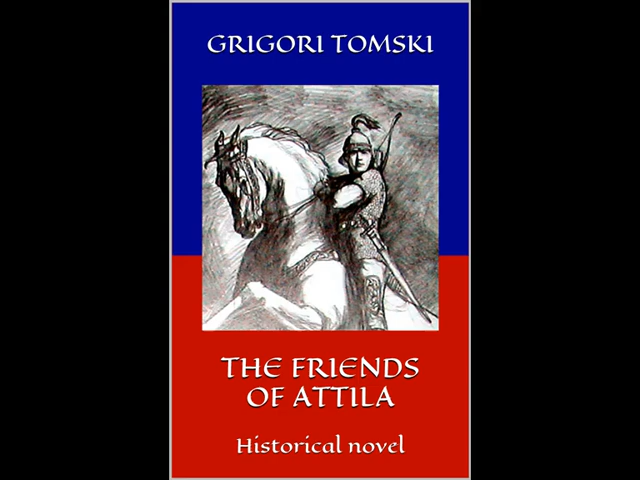 GRIGORI TOMSKI
THE FRIENDS
OF ATTILA
Historical novel